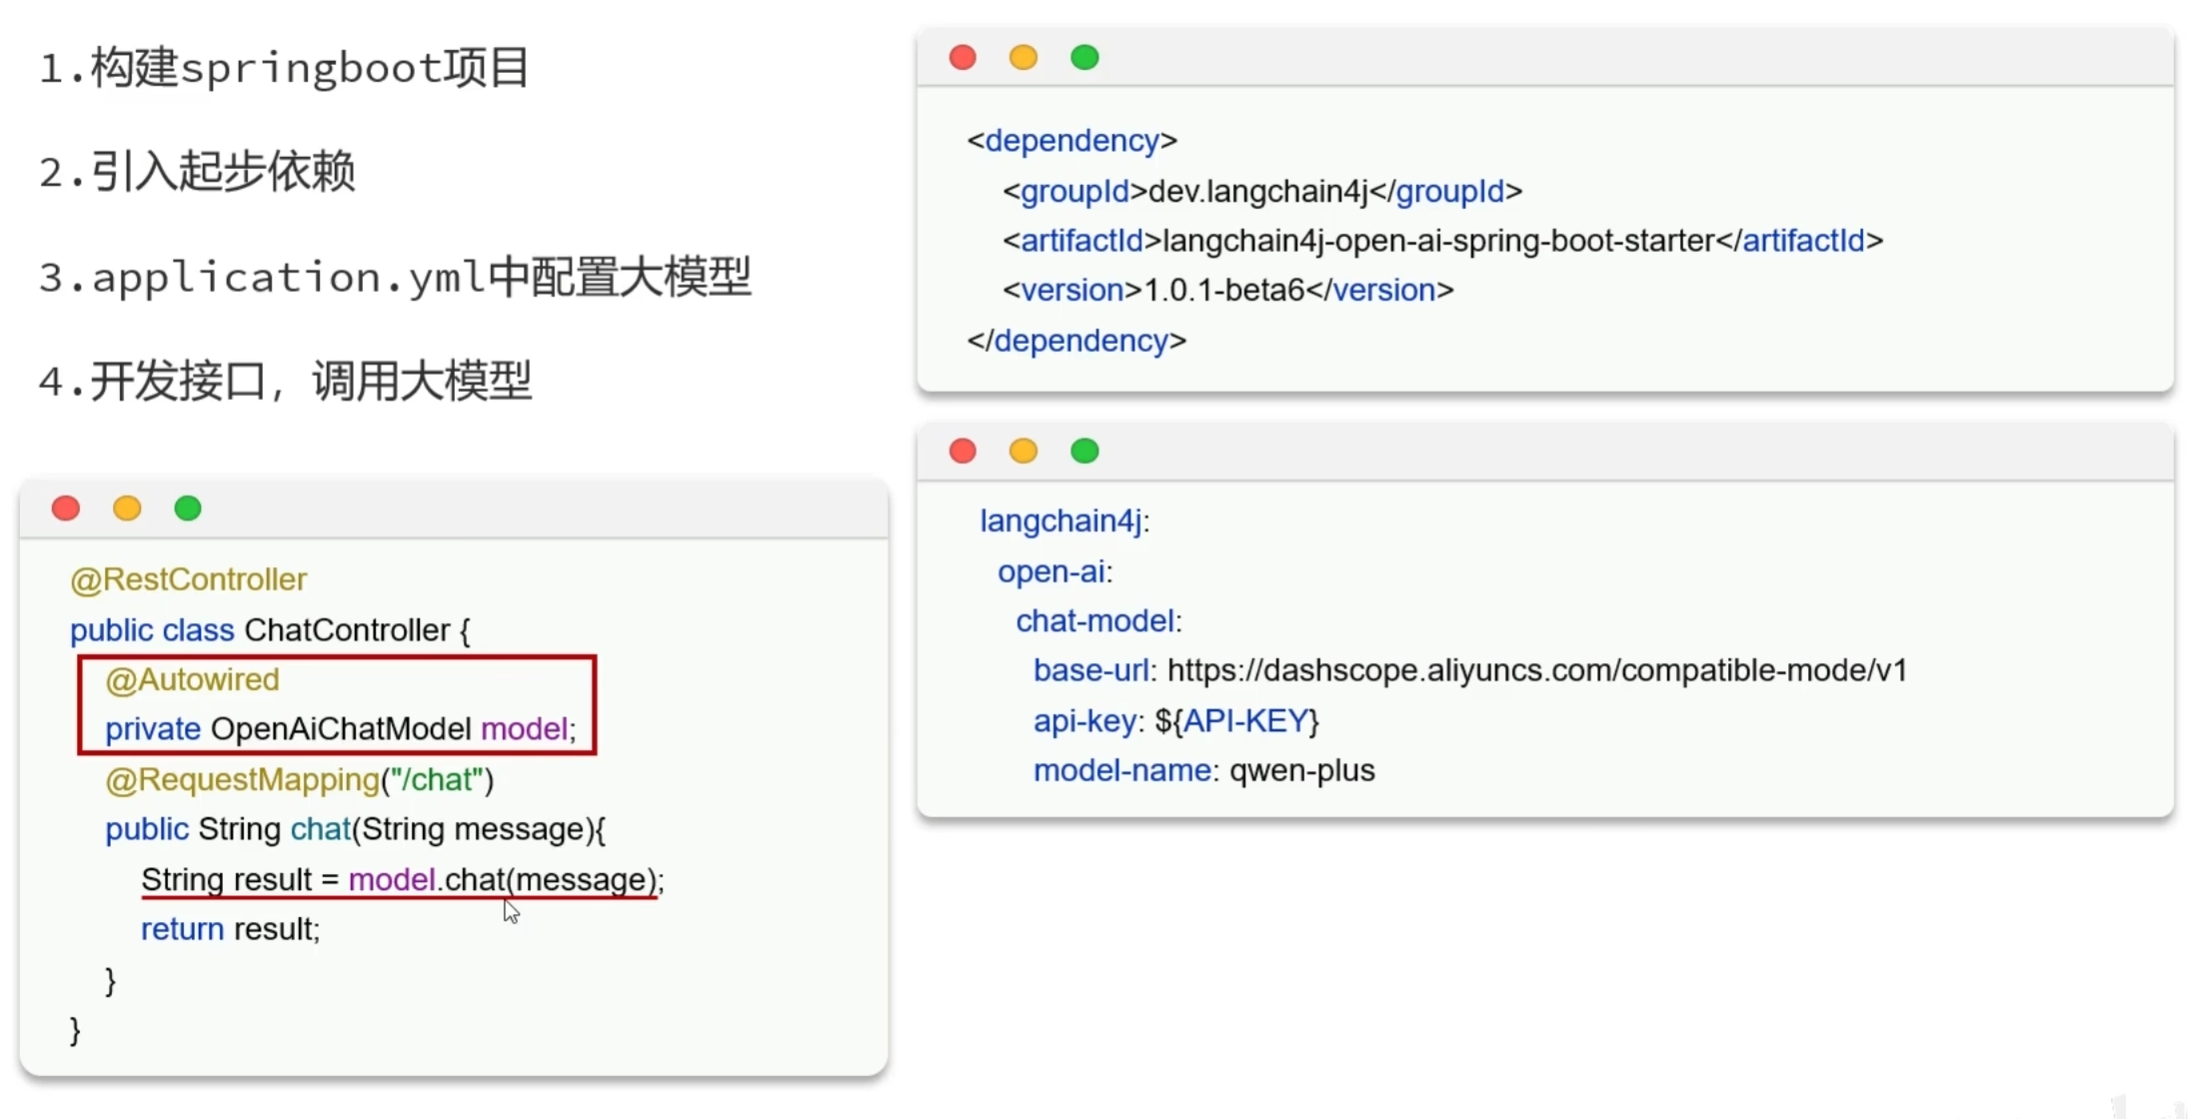 1.构建springboot项目
2.引入起步依赖
3.application.yml中配置大模型
4.开发接口，调用大模型
@RestController
public class ChatController {
@Autowired
private OpenAiChatModel model;
@RequestMapping("/chat")
public String chat(String message){
String result = model.chat(message);
return result;
}
}
<dependency>
<groupId>dev.langchain4j</groupId>
<artifactId>langchain4j-open-ai-spring-boot-starter</artifactId>
<version>1.0.1-beta6</version>
</dependency>
langchain4j:
open-ai:
chat-model:
base-url: https://dashscope.aliyuncs.com/compatible-mode/v1
api-key: ${API-KEY}
model-name: qwen-plus